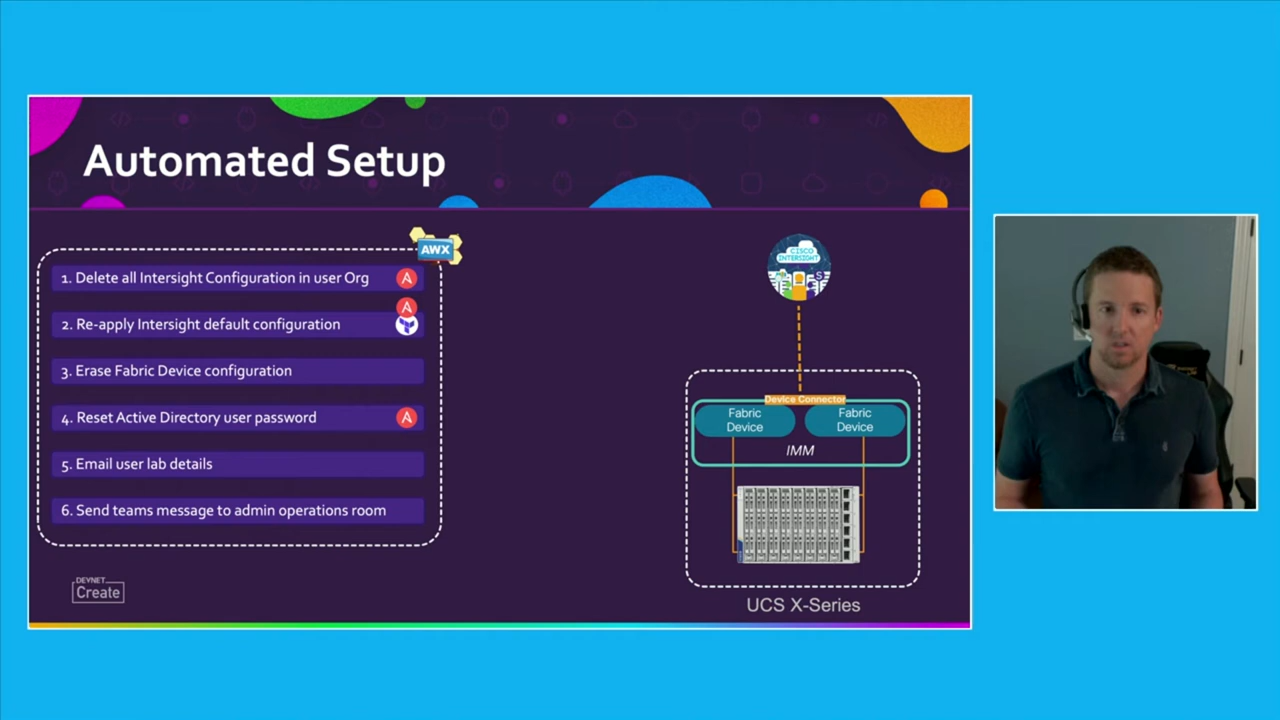 Automated Setup
AWX
1. Delete all Intersight Configuration in user Org
2. Re-apply Intersight default configuration
3. Erase Fabric Device configuration
4. Reset Active Directory user password
5. Email user lab details
6. Send teams message to admin operations room
CISCO
INTERSIGHT
Device Connector
Fabric
Device
Fabric
Device
IMM
UCS X-Series
DEVNET
Create